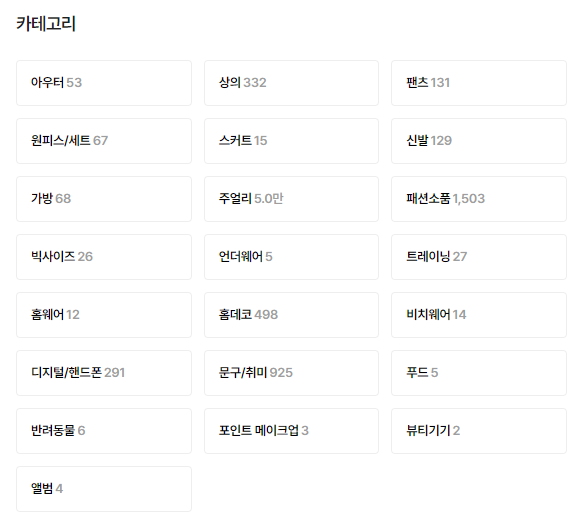 카테고리
아우터 53
상의 332
팬츠 131
원피스/세트 67
스커트 15
신발 129
가방 68
주얼리 5.0만
패션소품 1,503
빅사이즈 26
언더웨어 5
트레이닝 27
홈웨어 12
홈데코 498
비치웨어 14
디지털/핸드폰 291
문구/취미 925
푸드 5
반려동물 6
포인트 메이크업 3
뷰티기기 2
앨범 4